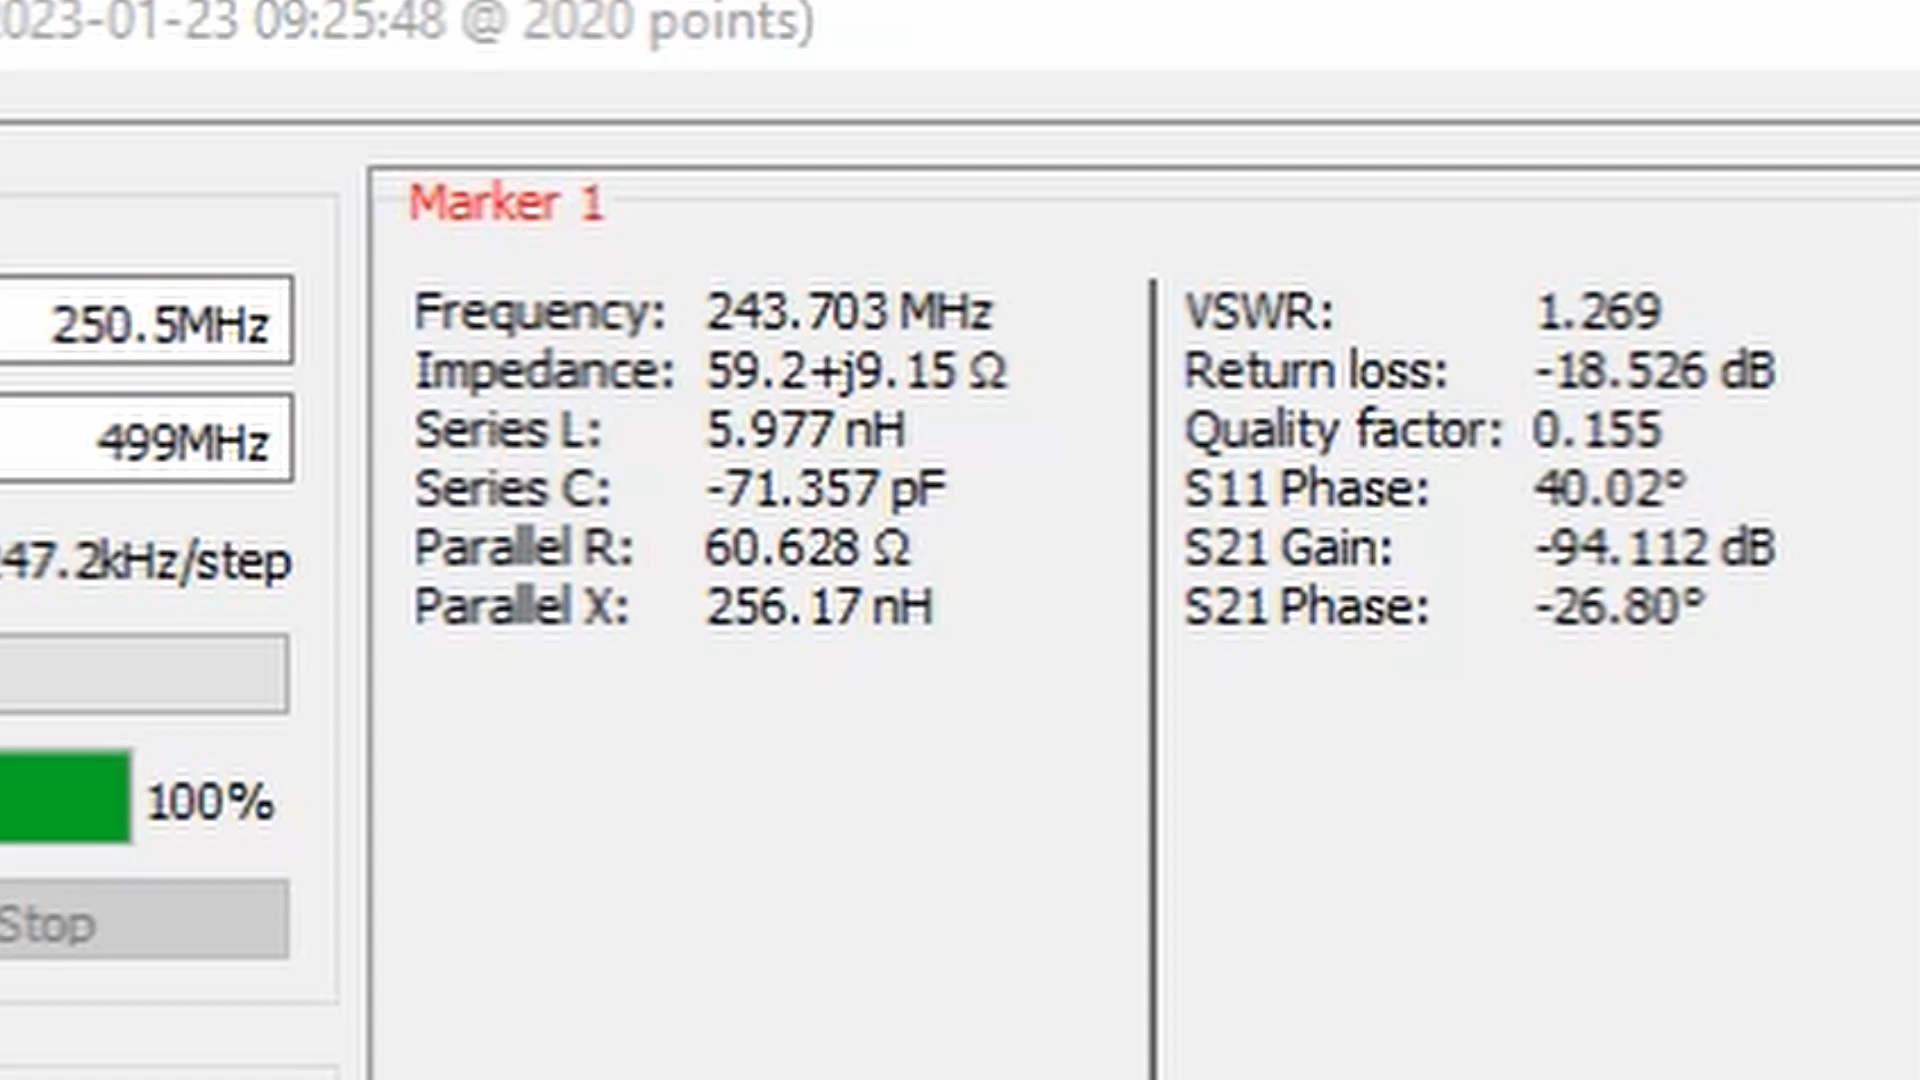 023-01-23 09:25:48 @ 2020 points)
250.5MHz
499MHz
47.2kHz/step
100%
Stop
Marker 1
Frequency: 243.703 MHz
Impedance: 59.2+j9.15 Ω
Series L: 5.977 nH
Series C: -71.357 pF
Parallel R: 60.628 Ω
Parallel X: 256.17 nH
VSWR: 1.269
Return loss: -18.526 dB
Quality factor: 0.155
S11 Phase: 40.02°
S21 Gain: -94.112 dB
S21 Phase: -26.80°